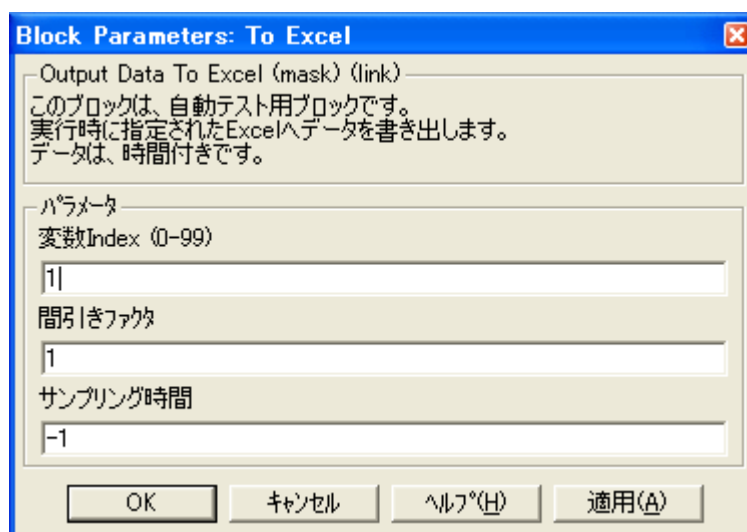 Block Parameters: To Excel
Output Data To Excel (mask) (link)
このブロックは、自動テスト用ブロックです。
実行時に指定されたExcelへデータを書き出します。
データは、時間付きです。
パラメータ
変数Index (0-99)
1
間引きファクタ
1
サンプリング時間
-1
OK キャンセル ヘルプ(H) 適用(A)